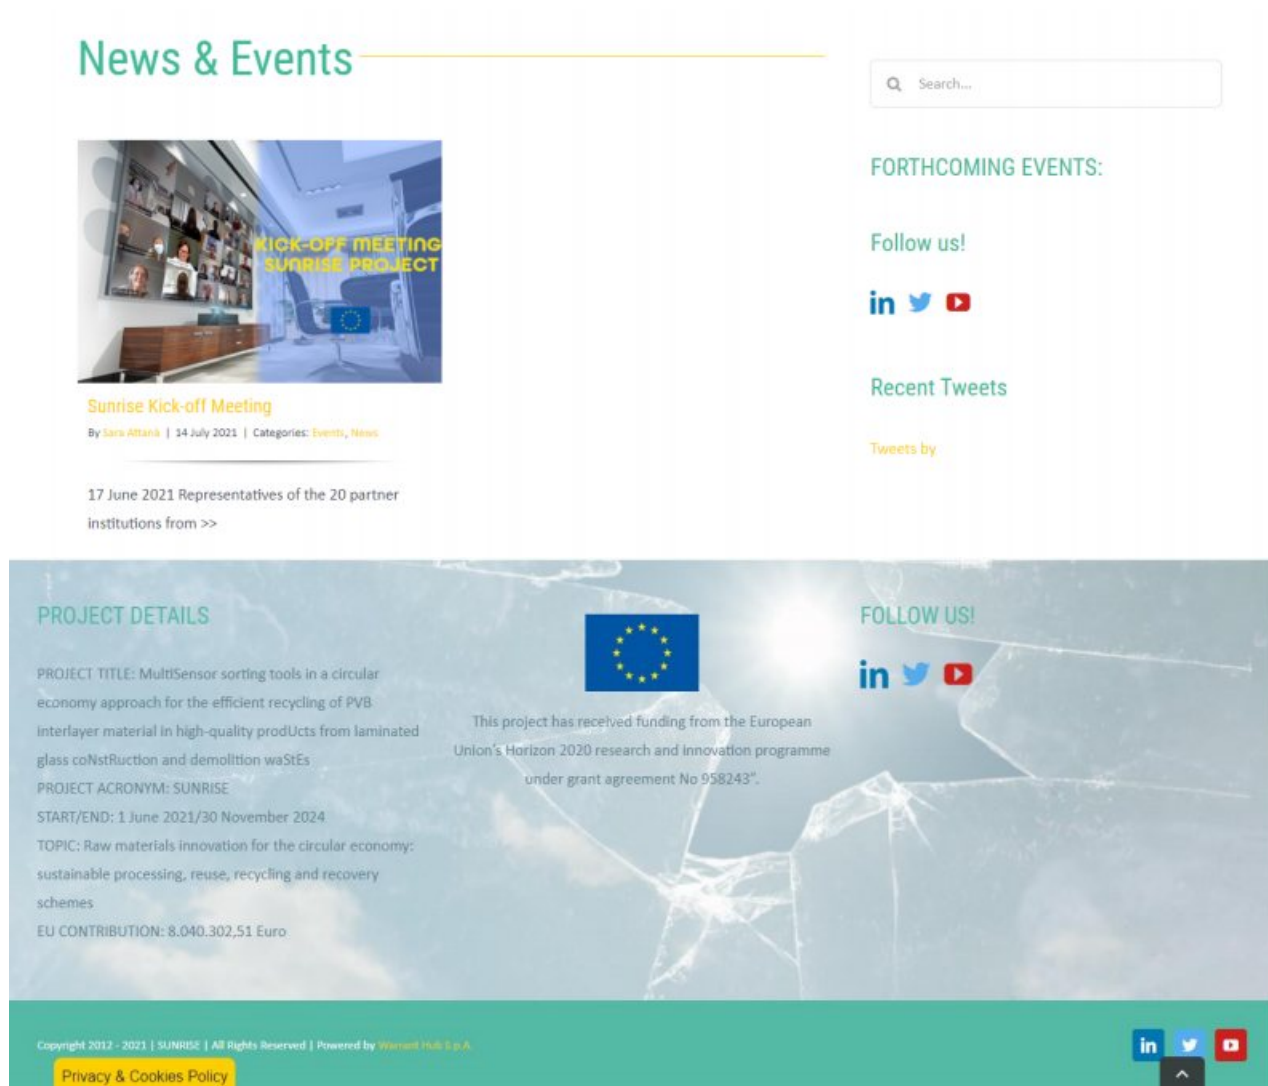 News & Events
Search...
KICK-OFF MEETING
SUNRISE PROJECT
Sunrise Kick-off Meeting
By Sara Attanà | 14 July 2021 | Categories: Events, News
17 June 2021 Representatives of the 20 partner
institutions from >>
FORTHCOMING EVENTS:
Follow us!
in
Recent Tweets
Tweets by
PROJECT DETAILS
PROJECT TITLE: MultiSensor sorting tools in a circular
economy approach for the efficient recycling of PVB
interlayer material in high-quality prodUcts from laminated
glass coNstRuction and demolition waStEs
PROJECT ACRONYM: SUNRISE
START/END: 1 June 2021/30 November 2024
TOPIC: Raw materials innovation for the circular economy:
sustainable processing, reuse, recycling and recovery
schemes
EU CONTRIBUTION: 8.040.302,51 Euro
This project has received funding from the European
Union's Horizon 2020 research and innovation programme
under grant agreement No 958243".
FOLLOW US!
in
Copyright 2012 - 2021 | SUNRISE | All Rights Reserved | Powered by Warrant Hub S.p.A.
in
Privacy & Cookies Policy